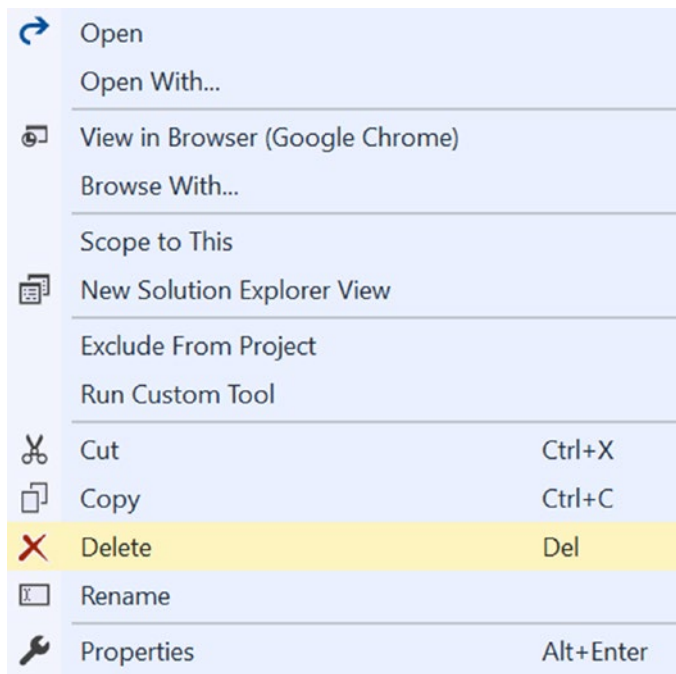 Open
Open With...
View in Browser (Google Chrome)
Browse With...
Scope to This
New Solution Explorer View
Exclude From Project
Run Custom Tool
Cut Ctrl+X
Copy Ctrl+C
Delete Del
Rename
Properties Alt+Enter